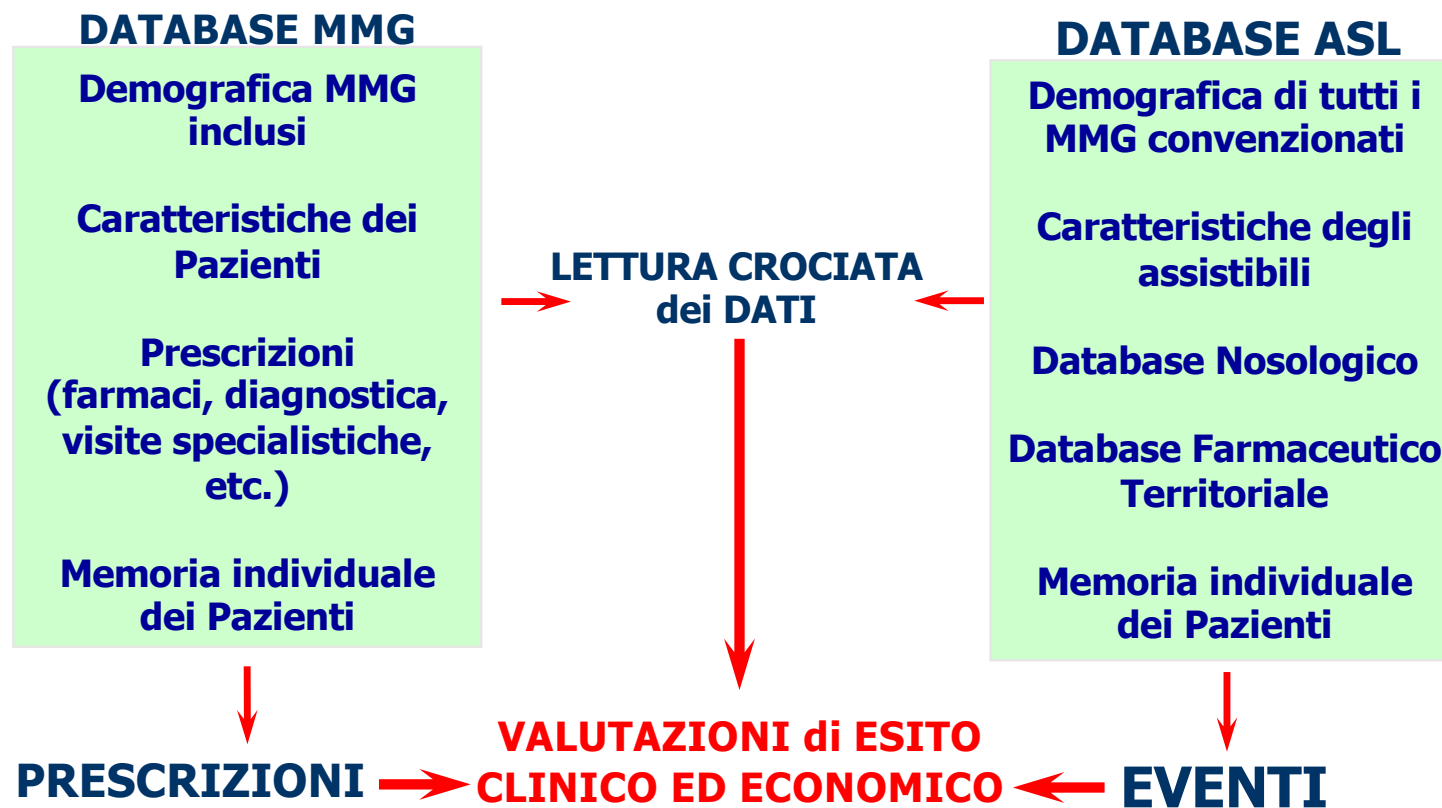 DATABASE MMG
Demografica MMG
inclusi
Caratteristiche dei
Pazienti
Prescrizioni
(farmaci, diagnostica,
visite specialistiche,
etc.)
Memoria individuale
dei Pazienti
PRESCRIZIONI
LETTURA CROCIATA
dei DATI
VALUTAZIONI di ESITO
CLINICO ED ECONOMICO
DATABASE ASL
Demografica di tutti i
MMG convenzionati
Caratteristiche degli
assistibili
Database Nosologico
Database Farmaceutico
Territoriale
Memoria individuale
dei Pazienti
EVENTI